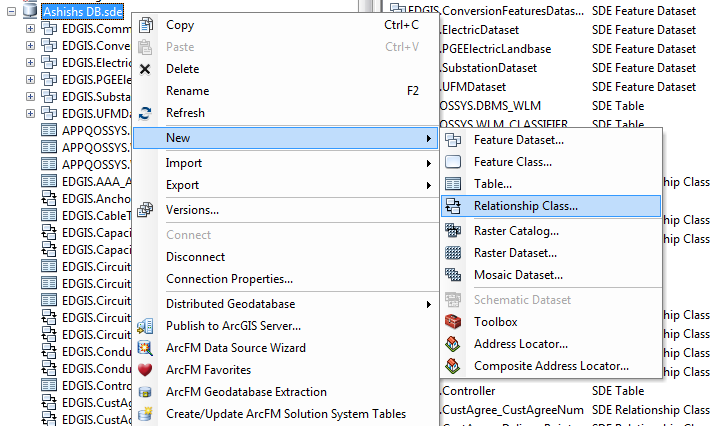 Ashishs DB.sde
EDGIS.Comm
EDGIS.Conve
EDGIS.Electri
EDGIS.PGEEle
EDGIS.Substa
EDGIS.UFMDa
APPQOSSYS.
APPQOSSYS.
APPQOSSYS.
EDGIS.AAA_A
EDGIS.Ancho
EDGIS.CableT
EDGIS.Capaci
EDGIS.Capaci
EDGIS.Circuit
EDGIS.Circuit
EDGIS.Circuit
EDGIS.Circuit
EDGIS.Condu
EDGIS.Condu
EDGIS.Contro
EDGIS.CustAg
EDGIS.CustAg
Copy Ctrl+C
Paste Ctrl+V
Delete
Rename F2
Refresh
New
Import
Export
Versions...
Connect
Disconnect
Connection Properties...
Distributed Geodatabase
Publish to ArcGIS Server...
ArcFM Data Source Wizard
ArcFM Favorites
ArcFM Geodatabase Extraction
Create/Update ArcFM Solution System Tables
Feature Dataset...
Feature Class...
Table...
Relationship Class...
Raster Catalog...
Raster Dataset...
Mosaic Dataset...
Schematic Dataset
Toolbox
Address Locator...
Composite Address Locator...
EDGIS.ConversionFeaturesDatas... SDE Feature Dataset
.ElectricDataset SDE Feature Dataset
.PGEElectricLandbase SDE Feature Dataset
.SubstationDataset SDE Feature Dataset
.UFMDataset SDE Feature Dataset
OSSYS.DBMS_WLM SDE Table
OSSYS.WLM_CLASSIFIER SDE Table
hip Class
hip Class
hip Class
hip Class
hip Class
hip Class
hip Class
.Controller SDE Table
.CustAgree_CustAgreeNum SDE Relationship Class